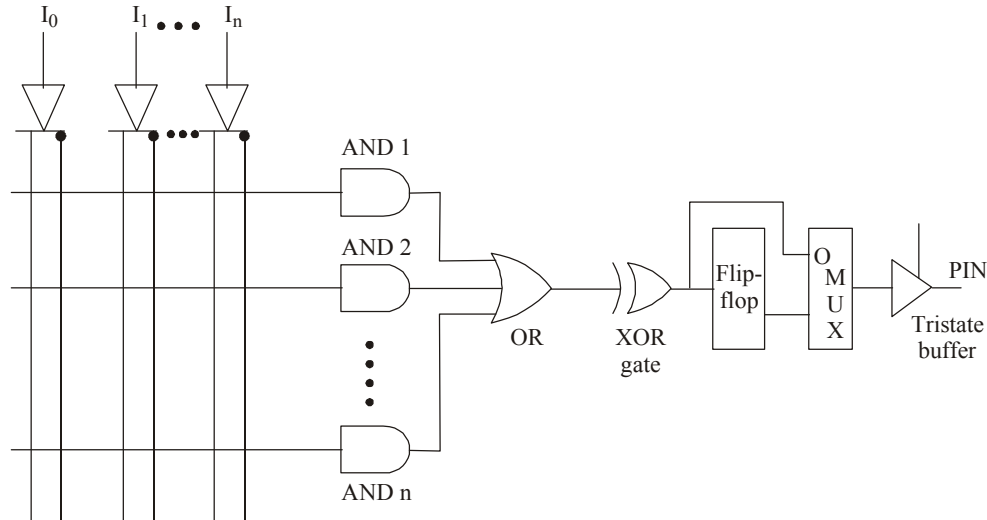 I₀ I₁ Iₙ
AND 1
AND 2
AND n
OR
XOR
gate
Flip-
flop
O
M
U
X
PIN
Tristate
buffer